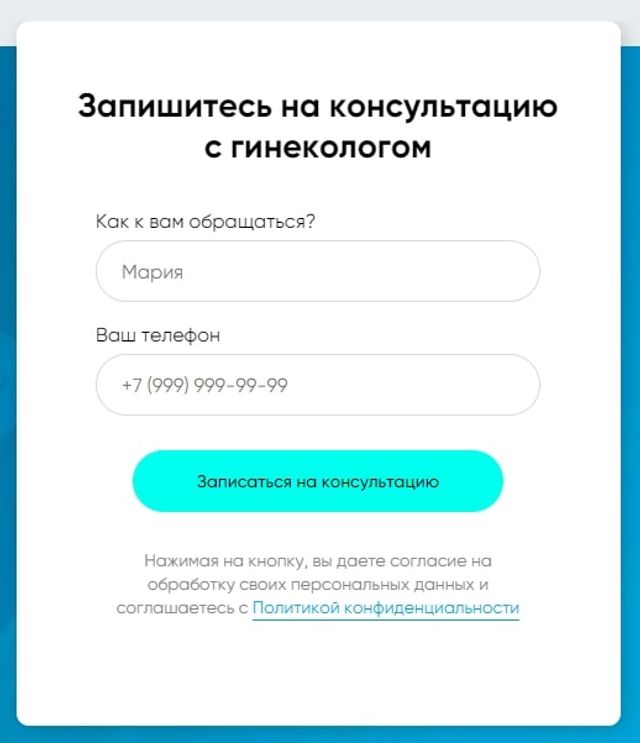 Запишитесь на консультацию
с гинекологом
Как к вам обращаться?
Мария
Ваш телефон
+7 (999) 999-99-99
Записаться на консультацию
Нажимая на кнопку, вы даете согласие на
обработку своих персональных данных и
соглашаетесь с Политикой конфиденциальности